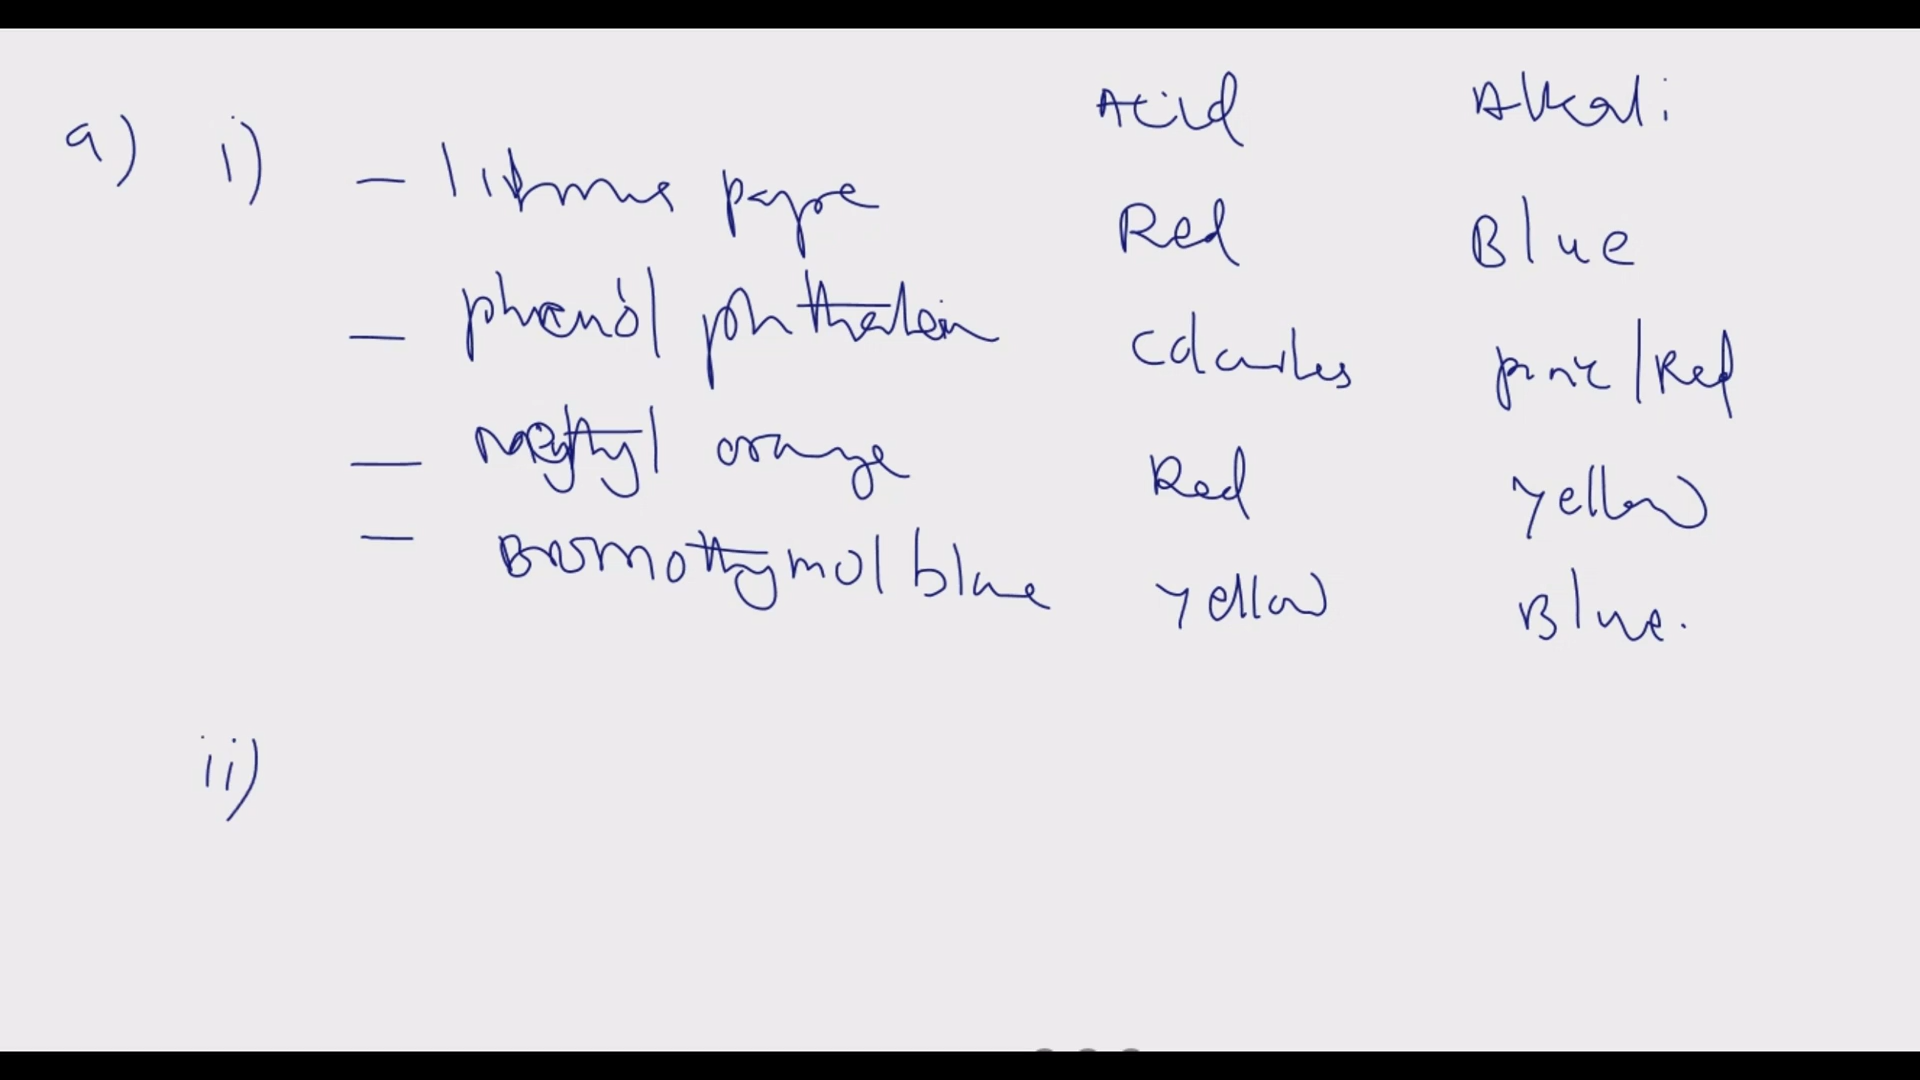 Acid Alkali
a) i) – litmus paper Red Blue
– phenol phthalein Colourless pink/Red
– Methyl orange Red yellow
– Bromothymol blue yellow Blue.
ii)